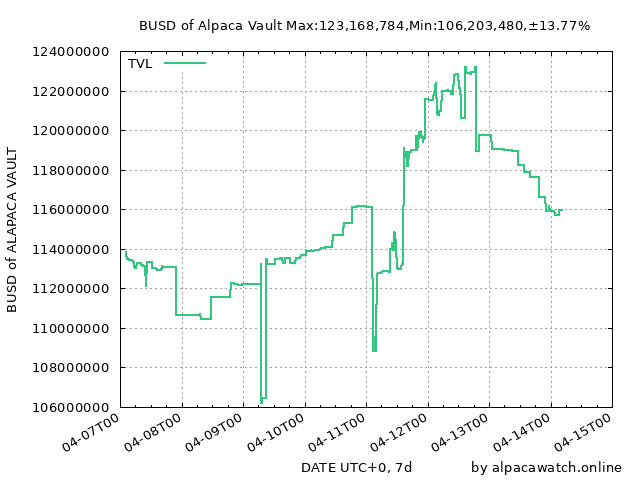 BUSD of Alpaca Vault Max:123,168,784,Min:106,203,480,±13.77%
TVL
124000000
122000000
120000000
118000000
116000000
114000000
112000000
110000000
108000000
106000000
BUSD of ALAPACA VAULT
04-07T00
04-08T00
04-09T00
04-10T00
04-11T00
04-12T00
04-13T00
04-14T00
04-15T00
DATE UTC+0, 7d
by alpacawatch.online